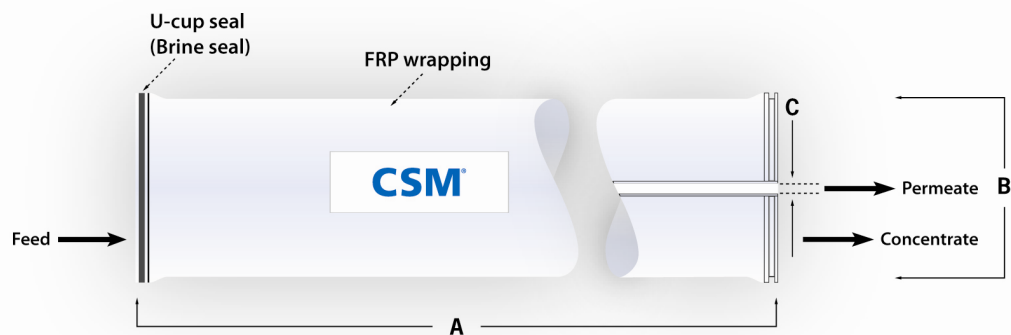 U-cup seal
(Brine seal)
FRP wrapping
C
CSM®
Permeate
B
Feed
Concentrate
A